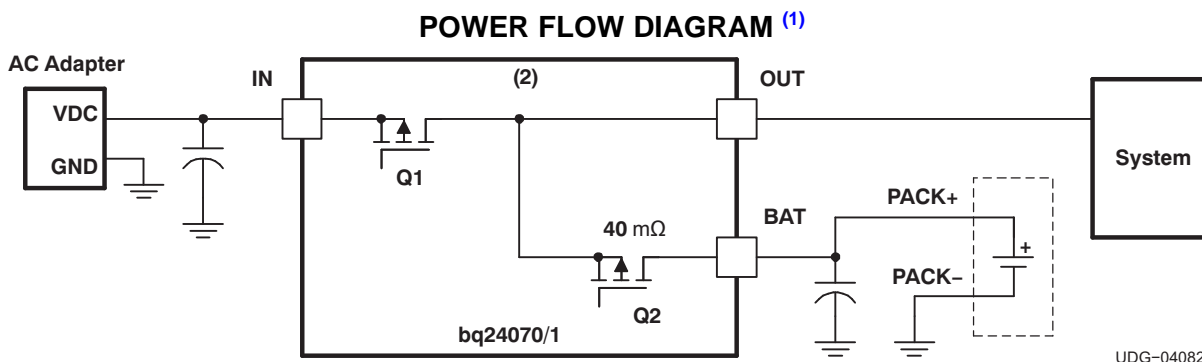 POWER FLOW DIAGRAM (1)
AC Adapter
IN
(2)
OUT
VDC
GND
Q1
System
PACK+
BAT
40 mΩ
+
PACK−
Q2
bq24070/1
UDG−04082